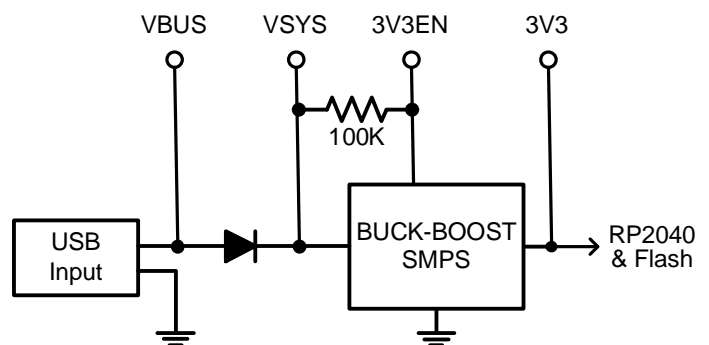 VBUS VSYS 3V3EN 3V3
100K
USB
Input
BUCK-BOOST
SMPS
RP2040
& Flash